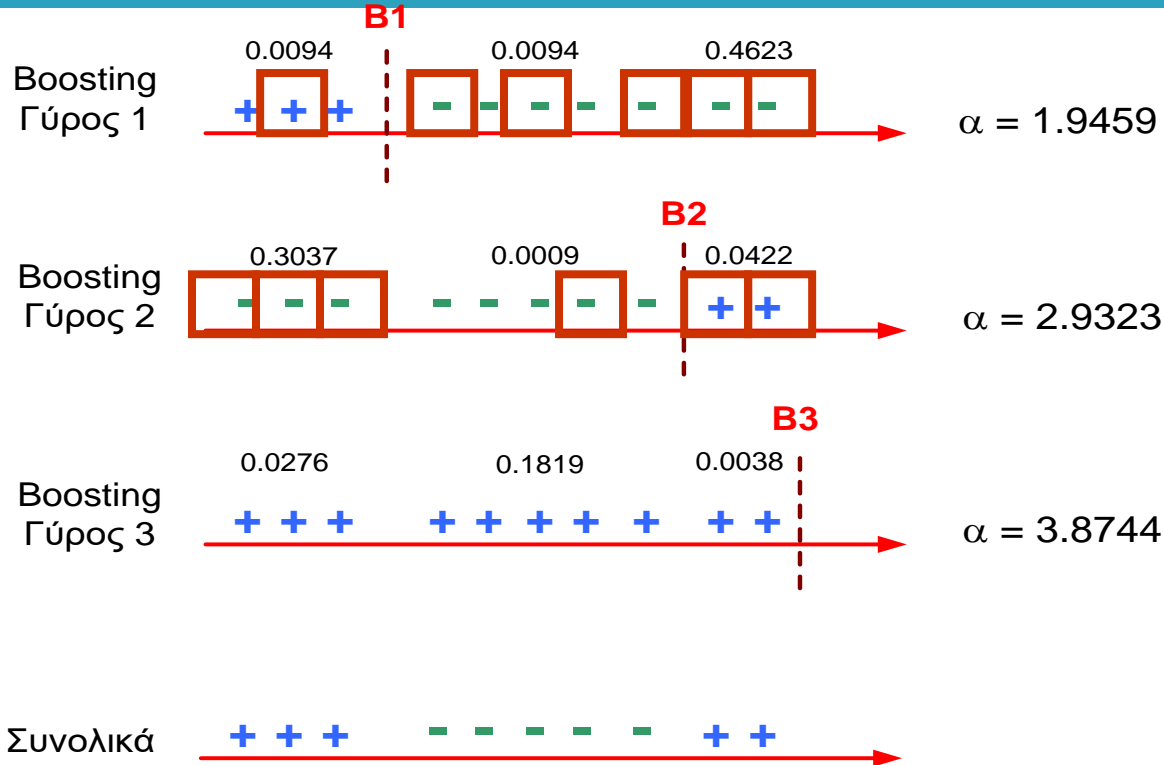 B1
0.0094 0.0094 0.4623
Boosting
Γύρος 1
+ + + - - - - - - -
α = 1.9459
B2
0.3037 0.0009 0.0422
Boosting
Γύρος 2
- - - - - - - - + +
α = 2.9323
B3
0.0276 0.1819 0.0038
Boosting
Γύρος 3
+ + + + + + + + + +
α = 3.8744
Συνολικά
+ + + - - - - - + +